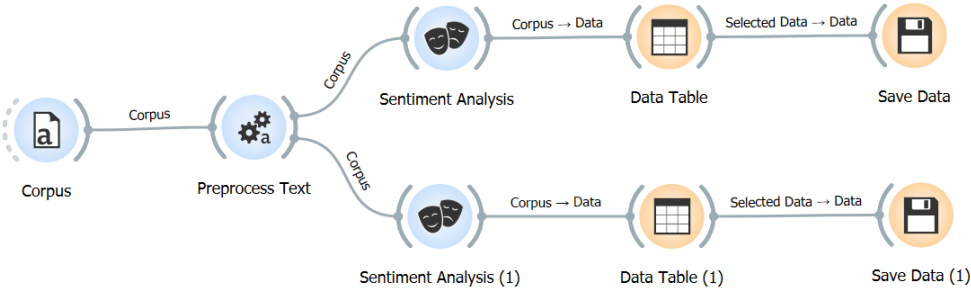 Corpus → Data
Selected Data → Data
Corpus
Sentiment Analysis
Data Table
Save Data
a
Corpus
a
Corpus
Preprocess Text
Corpus
Corpus → Data
Selected Data → Data
Sentiment Analysis (1)
Data Table (1)
Save Data (1)